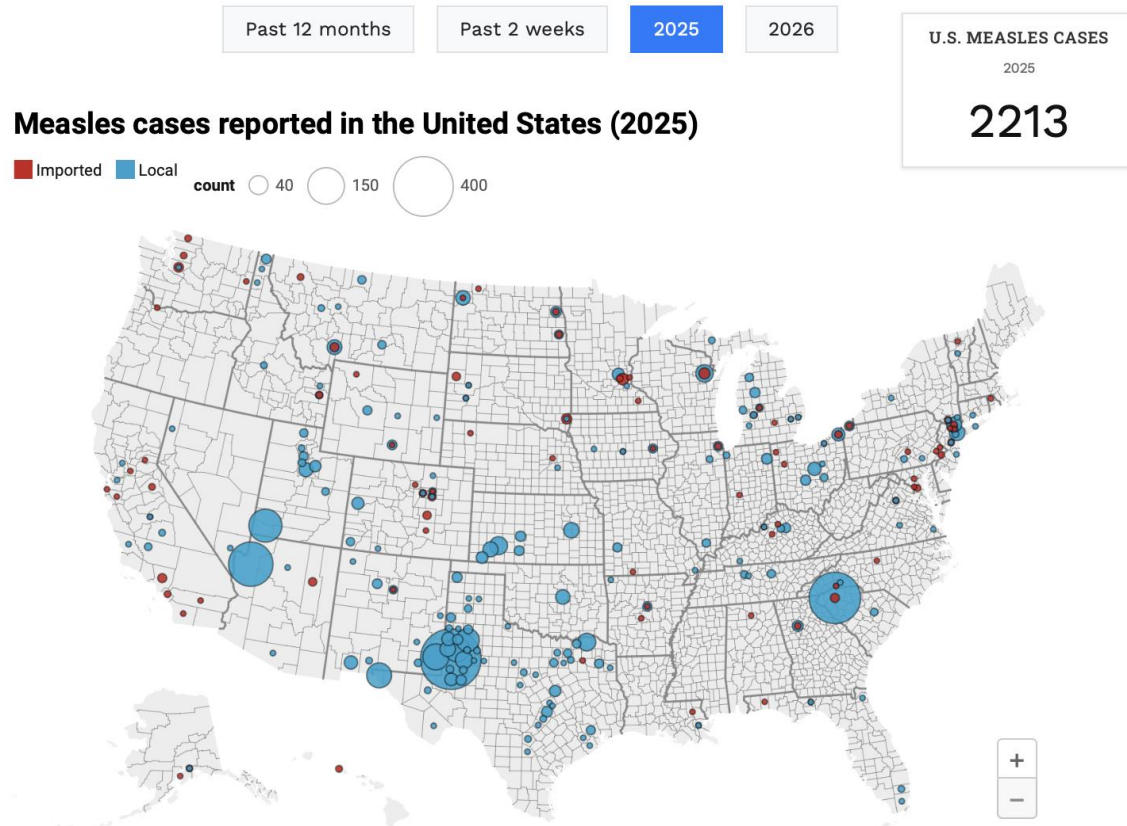 Past 12 months
Past 2 weeks
2025
2026
U.S. MEASLES CASES
2025
2213
Measles cases reported in the United States (2025)
Imported
Local
count
40
150
400
+
−